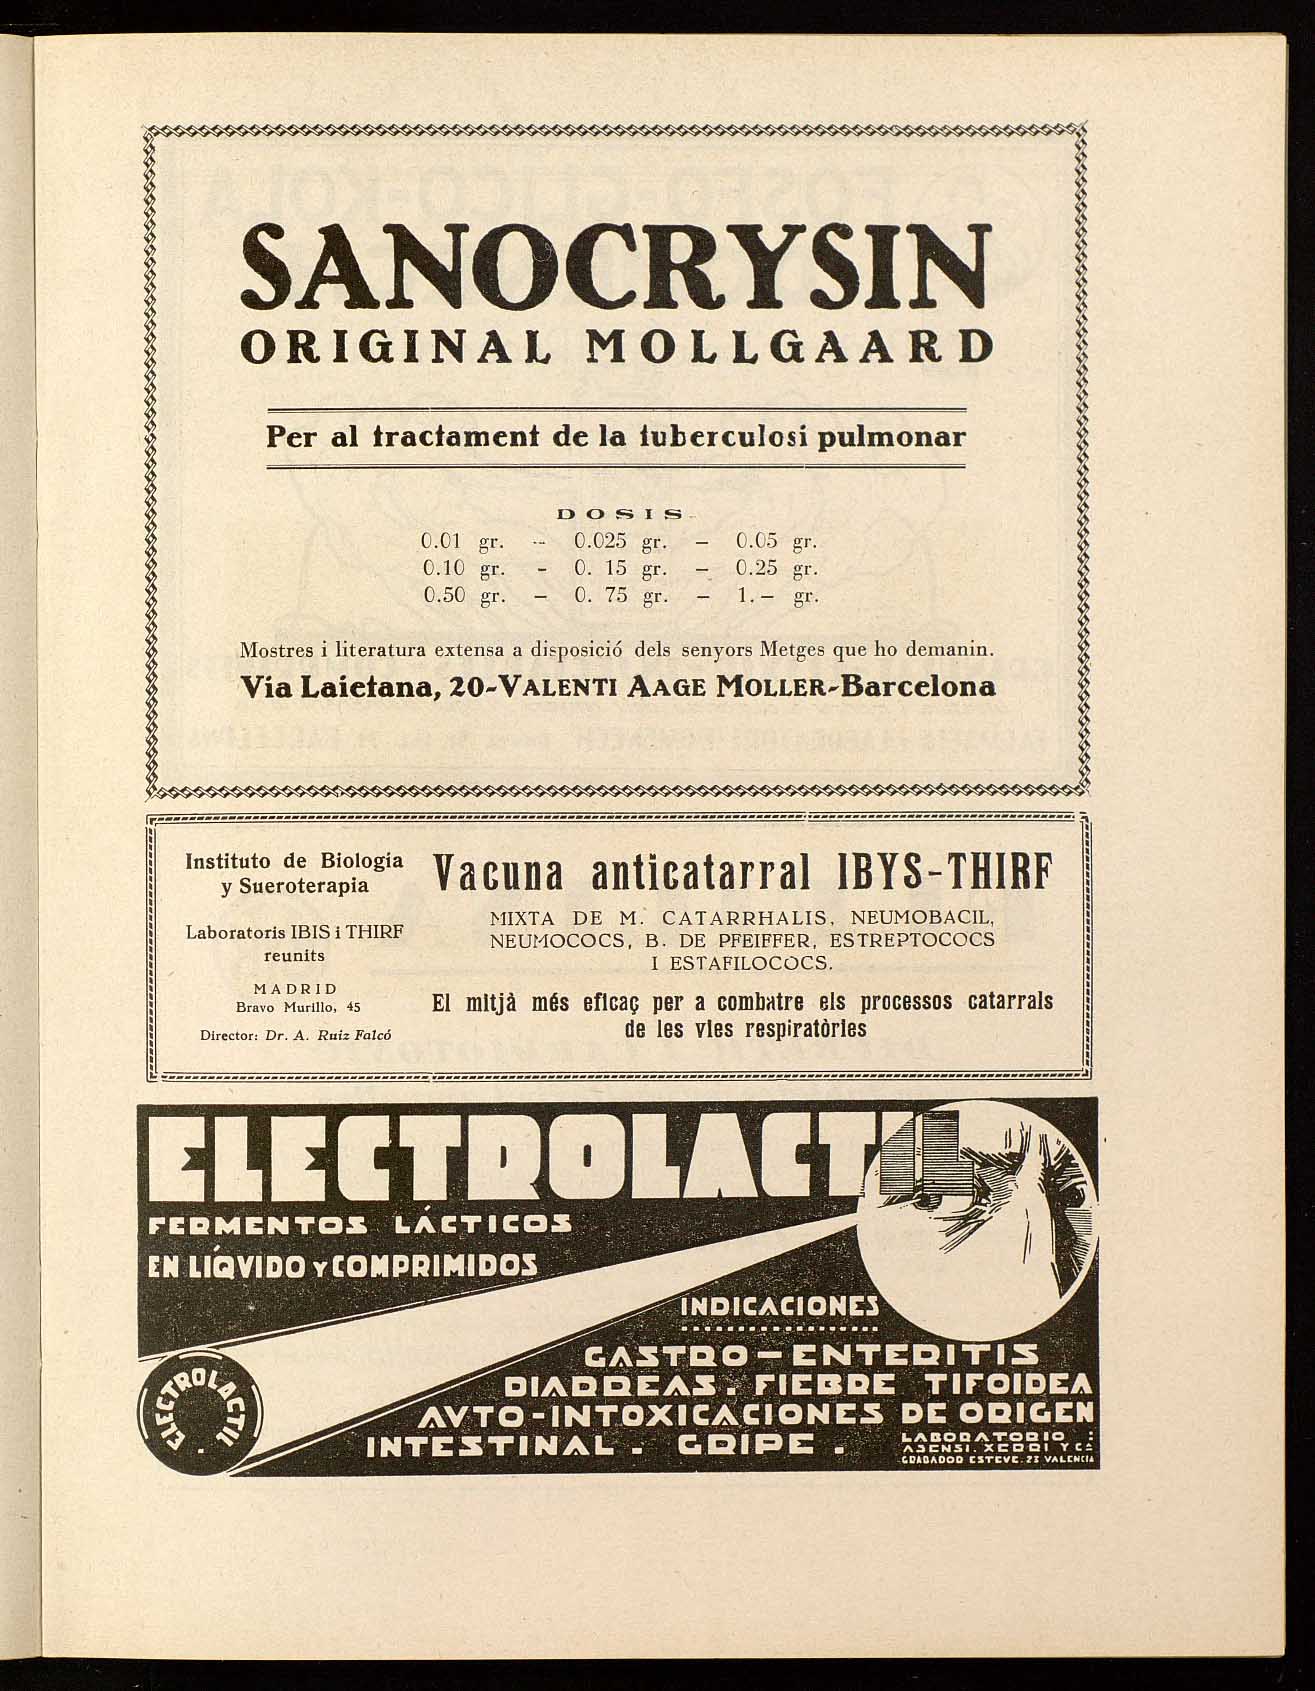 SANOCRYSIN
ORIGINAL MOLLGAARD
Per al tractament de la tuberculosi pulmonar
DOSIS
0.01 gr. - 0.025 gr. - 0.05 gr.
0.10 gr. - 0. 15 gr. - 0.25 gr.
0.50 gr. - 0. 75 gr. - 1.- gr.
Mostres i literatura extensa a disposició dels senyors Metges que ho demanin.
Via Laietana, 20-VALENTI AAGE MOLLER-Barcelona
Instituto de Biologia
y Sueroterapia
Laboratoris IBIS i THIRF
reunits
MADRID
Bravo Murillo, 45
Director: Dr. A. Ruiz Falcó
Vacuna anticatarral IBYS-THIRF
MIXTA DE M. CATARRHALIS, NEUMOBACIL,
NEUMOCOCS, B. DE PFEIFFER, ESTREPTOCOCS
I ESTAFILOCOCS.
El mitjà més eficaç per a combatre els processos catarrals
de les vies respiratòries
ELECTROLACTIL
FERMENTOS LÁCTICOS
EN LÍQVIDO Y COMPRIMIDOS
INDICACIONES
GASTRO-ENTERITIS
DIARREAS. FIEBRE TIFOIDEA
AVTO-INTOXICACIONES DE ORIGEN
INTESTINAL. GRIPE.
LABORATORIO:
ASENSI. XERRI Y Cª
GRABADOR ESTEVE. 23 VALENCIA
ELECTROLACTIL